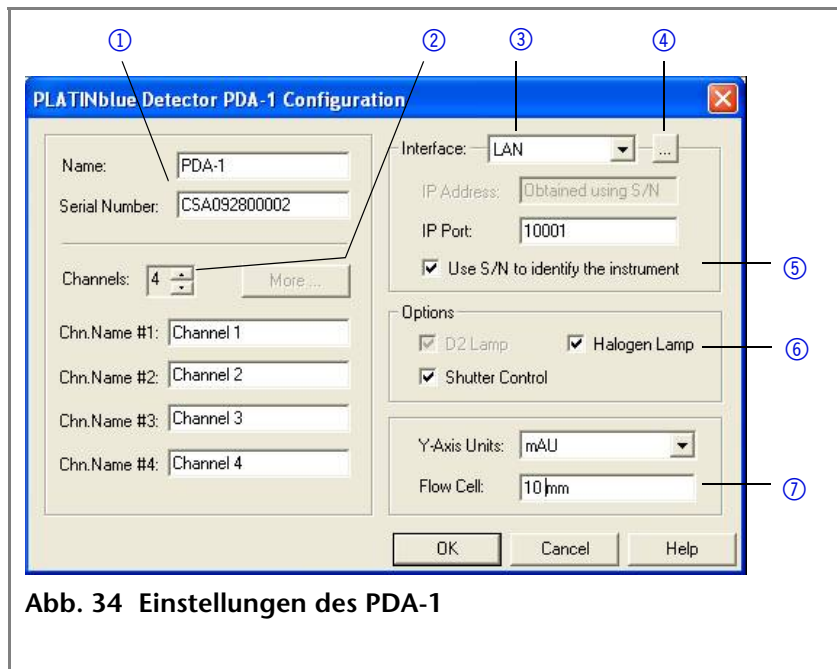 ① ② ③ ④
PLATINblue Detector PDA-1 Configuration
Name: PDA-1
Serial Number: CSA092800002
Channels: 4 More ...
Chn.Name #1: Channel 1
Chn.Name #2: Channel 2
Chn.Name #3: Channel 3
Chn.Name #4: Channel 4
Interface: LAN ...
IP Address: Obtained using S/N
IP Port: 10001
Use S/N to identify the instrument ⑤
Options
D2 Lamp Halogen Lamp ⑥
Shutter Control
Y-Axis Units: mAU
Flow Cell: 10 mm ⑦
OK Cancel Help
Abb. 34 Einstellungen des PDA-1